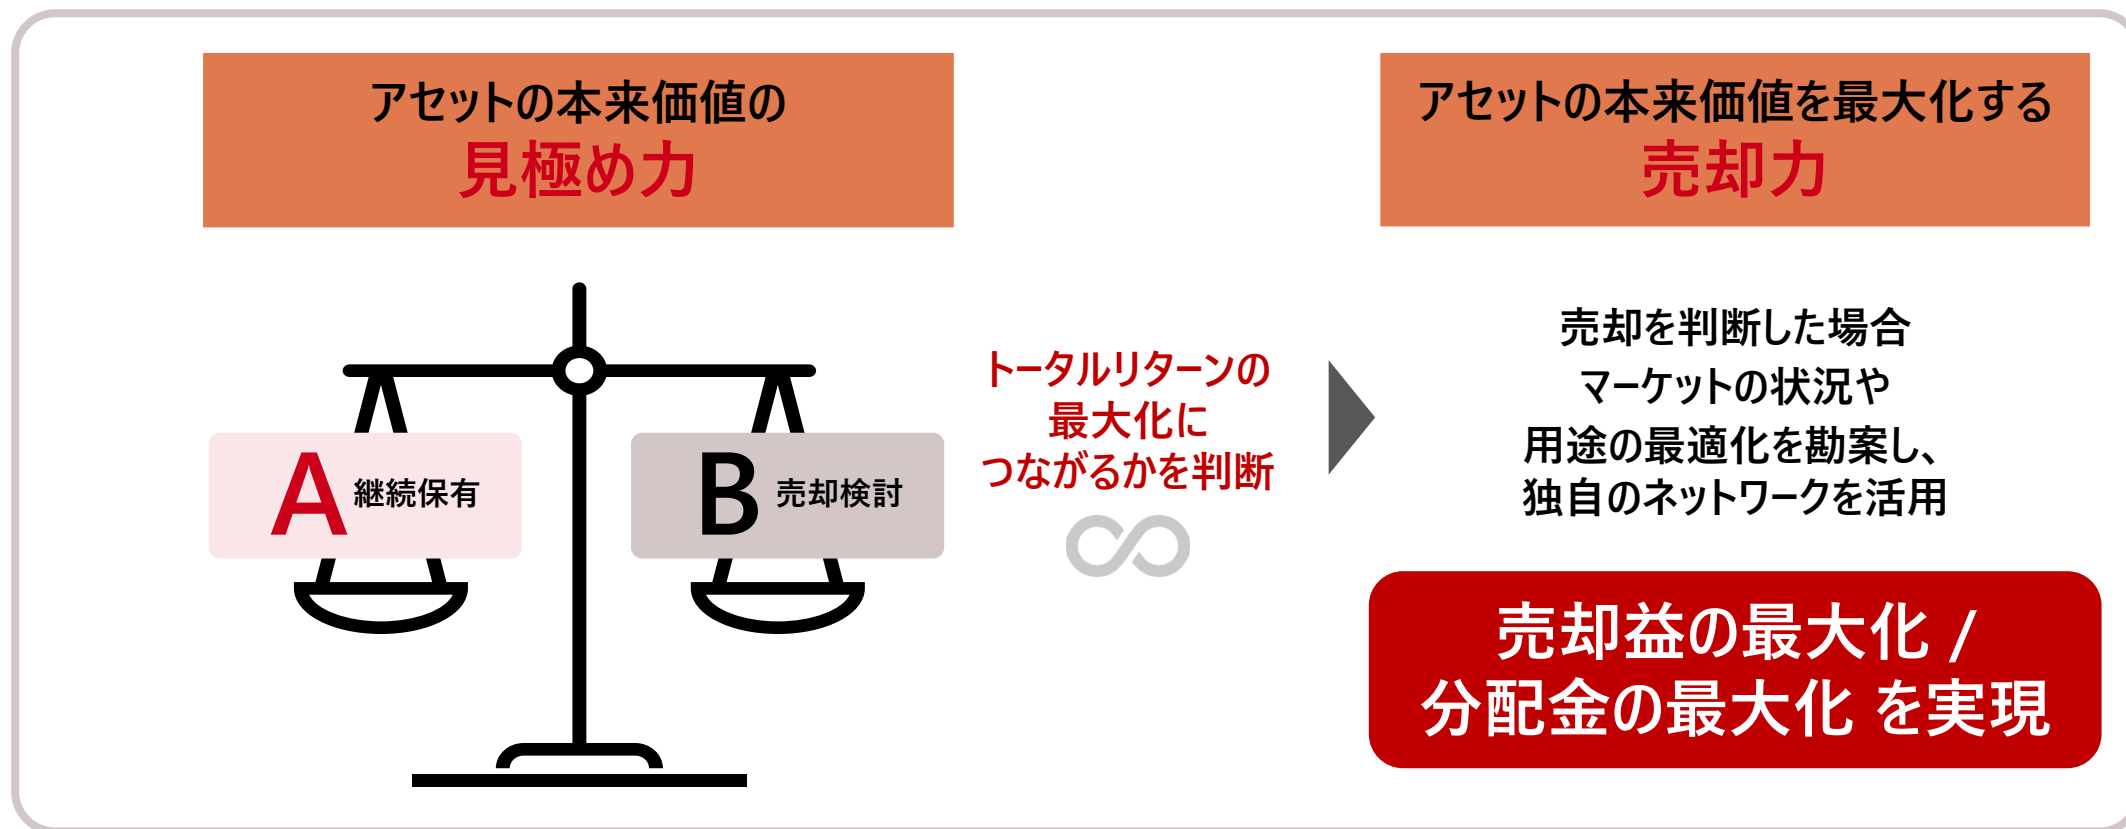 アセットの本来価値の
見極め力
A 継続保有
B 売却検討
トータルリターンの
最大化に
つながるかを判断
アセットの本来価値を最大化する
売却力
売却を判断した場合
マーケットの状況や
用途の最適化を勘案し、
独自のネットワークを活用
売却益の最大化 /
分配金の最大化 を実現